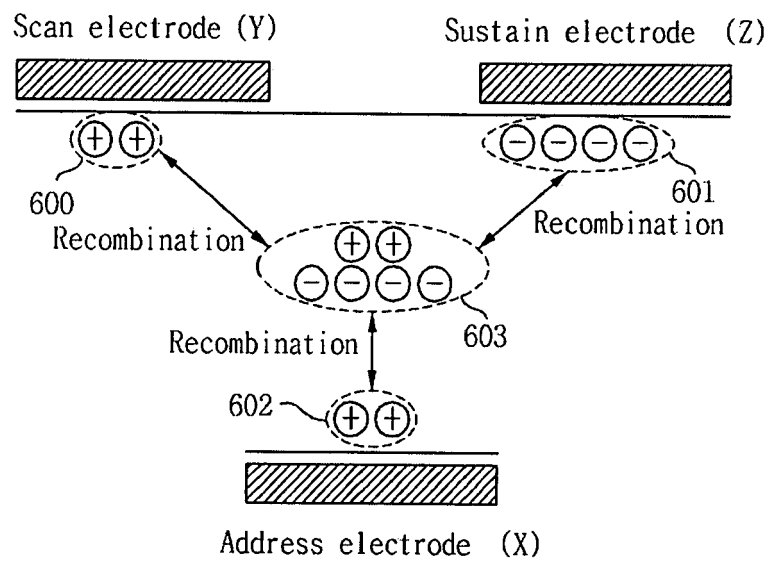 Scan electrode (Y)
Sustain electrode (Z)
+ +
− − − −
600
601
Recombination
Recombination
+ +
− − − −
603
Recombination
602
+ +
Address electrode (X)